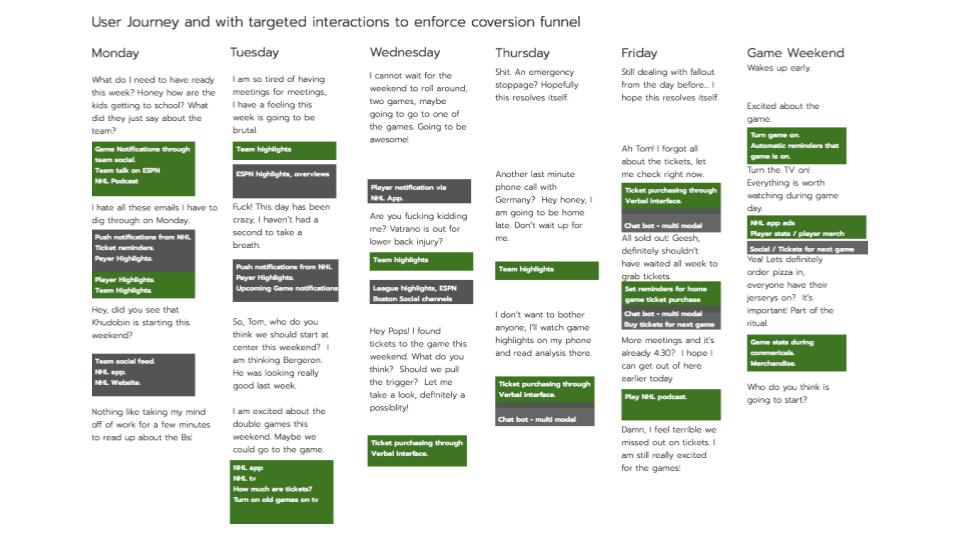 User Journey and with targeted interactions to enforce coversion funnel
Monday
What do I need to have ready
this week? Honey how are the
kids getting to school? What
did they just say about the
team?
Game Notifications through
team social.
Team talk on ESPN
NHL Podcast
I hate all these emails I have to
dig through on Monday.
Push notifications from NHL
Ticket reminders.
Payer Highlights.
Player Highlights.
Team Highlights.
Hey, did you see that
Khudobin is starting this
weekend?
Team social feed.
NHL app.
NHL Website.
Nothing like taking my mind
off of work for a few minutes
to read up about the Bs!
Tuesday
I am so tired of having
meetings for meetings,
I have a feeling this
week is going to be
brutal.
Team highlights
ESPN highlights, overviews
Fuck! This day has been
crazy, I haven't had a
second to take a
breath.
Push notifications from NHL
Payer Highlights.
Upcoming Game notifications
So, Tom, who do you
think we should start at
center this weekend? I
am thinking Bergeron.
He was looking really
good last week.
I am excited about the
double games this
weekend. Maybe we
could go to the game.
NHL app
NHL tv
How much are tickets?
Turn on old games on tv
Wednesday
I cannot wait for the
weekend to roll around,
two games, maybe
going to go to one of
the games. Going to be
awesome!
Player notification via
NHL App.
Are you fucking kidding
me? Vatrano is out for
lower back injury?
Team highlights
League highlights, ESPN
Boston Social channels
Hey Pops! I found
tickets to the game this
weekend. What do you
think? Should we pull
the trigger? Let me
take a look, definitely a
possiblity!
Ticket purchasing through
Verbal interface.
Thursday
Shit. An emergency
stoppage? Hopefully
this resolves itself.
Another last minute
phone call with
Germany? Hey honey, I
am going to be home
late. Don't wait up for
me.
Team highlights
I don't want to bother
anyone, I'll watch game
highlights on my phone
and read analysis there.
Ticket purchasing through
Verbal interface.
Chat bot - multi modal
Friday
Still dealing with fallout
from the day before... I
hope this resolves itself.
Ah Tom! I forgot all
about the tickets, let
me check right now.
Ticket purchasing through
Verbal interface.
Chat bot - multi modal
All sold out! Geesh,
definitely shouldn't
have waited all week to
grab tickets.
Set reminders for home
game ticket purchase
Chat bot - multi modal
Buy tickets for next game
More meetings and it's
already 4:30? I hope I
can get out of here
earlier today
Play NHL podcast.
Damn, I feel terrible we
missed out on tickets. I
am still really excited
for the games!
Game Weekend
Wakes up early.
Excited about the
game.
Turn game on.
Automatic reminders that
game is on.
Turn the TV on!
Everything is worth
watching during game
day.
NHL app ads
Player stats / player merch
Social / Tickets for next game
Yea! Lets definitely
order pizza in,
everyone have their
jerserys on? It's
important! Part of the
ritual.
Game stats during
commericals.
Merchandise.
Who do you think is
going to start?